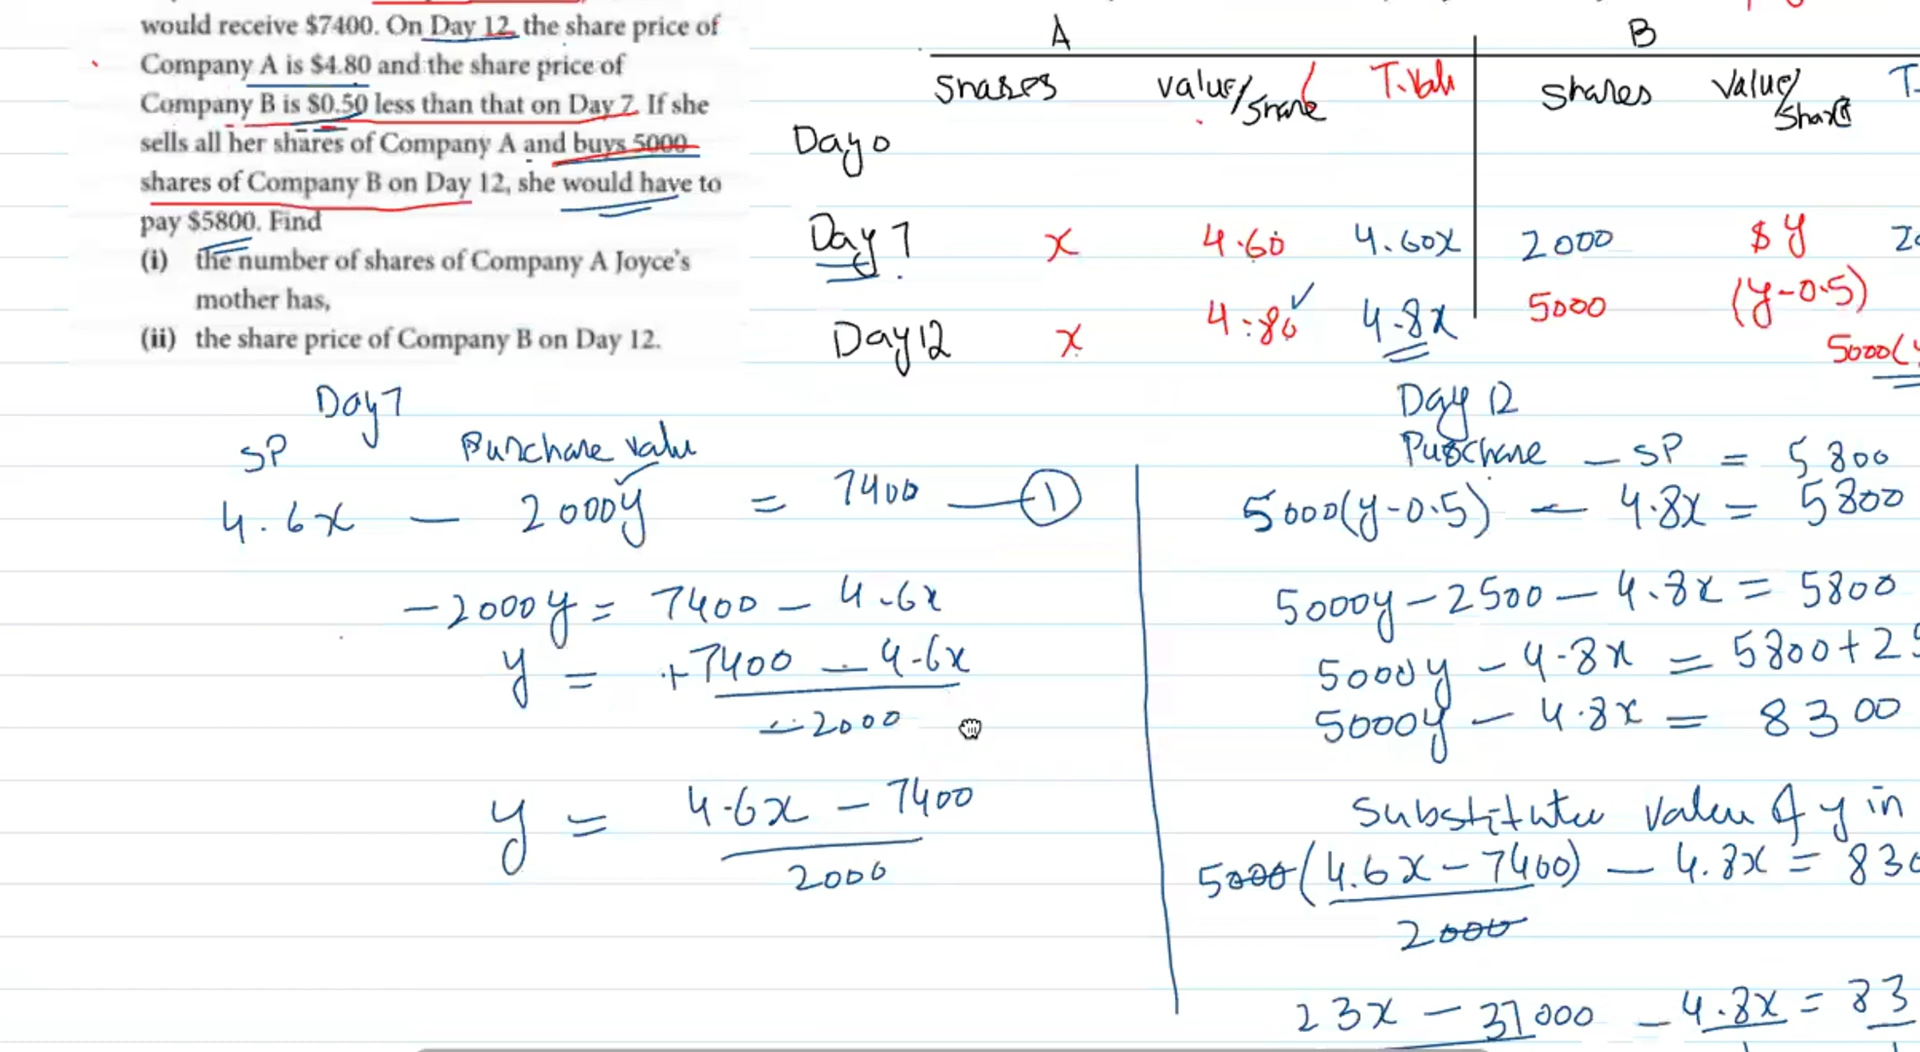 would receive $7400. On Day 12, the share price of
Company A is $4.80 and the share price of
Company B is $0.50 less than that on Day 7. If she
sells all her shares of Company A and buys 5000
shares of Company B on Day 12, she would have to
pay $5800. Find
(i) the number of shares of Company A Joyce's
mother has,
(ii) the share price of Company B on Day 12.
A B
shares value/share T.Valu shares Value/share T.
Day 0
Day 7 x 4.60 4.60x 2000 $y 20
Day 12 x 4.80 4.8x 5000 (y-0.5)
5000(y
Day 7
SP Purchase value
4.6x - 2000y = 7400 — 1
-2000y = 7400 - 4.6x
y = +7400 - 4.6x
-2000
y = 4.6x - 7400
2000
Day 12
Purchase - SP = 5800
5000(y-0.5) - 4.8x = 5800
5000y - 2500 - 4.8x = 5800
5000y - 4.8x = 5800 + 25
5000y - 4.8x = 8300
Substitute value of y in
5000(4.6x - 7400) - 4.8x = 830
2000
23x - 37000 - 4.8x = 83